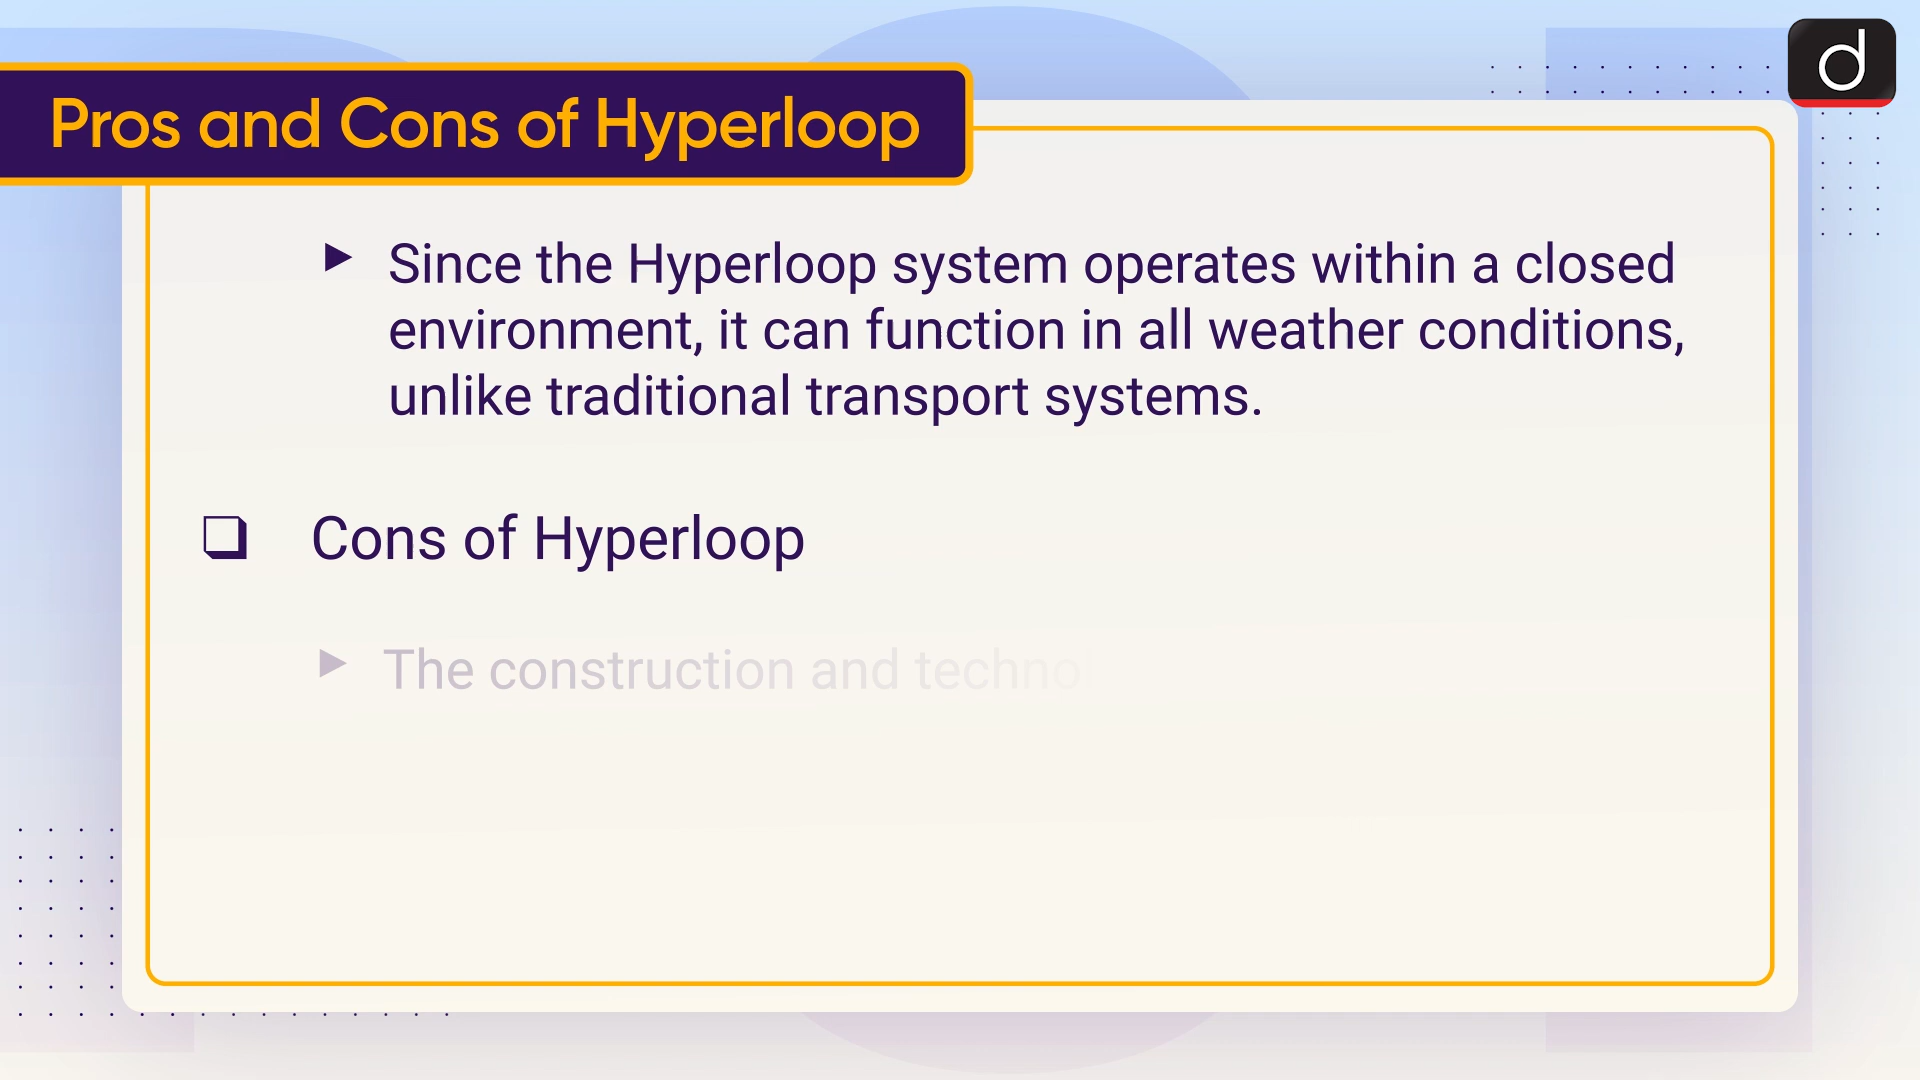 Pros and Cons of Hyperloop
Since the Hyperloop system operates within a closed
environment, it can function in all weather conditions,
unlike traditional transport systems.
Cons of Hyperloop
The construction and
d